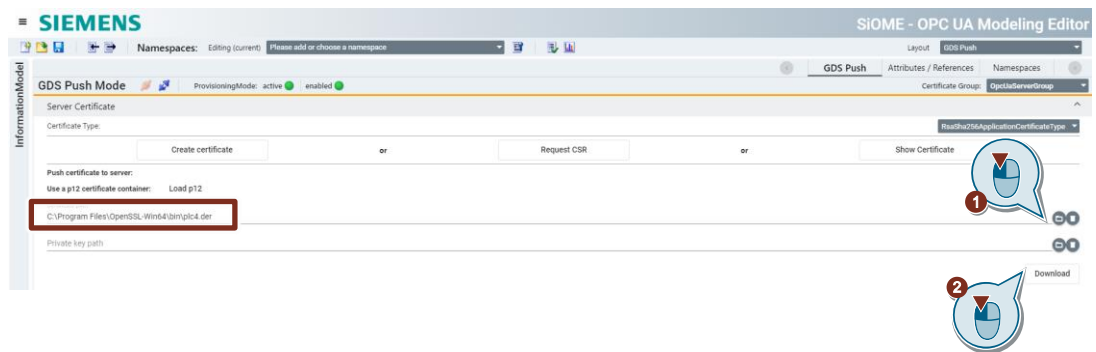 SIEMENS
SiOME - OPC UA Modeling Editor
Namespaces: Editing (current) Please add or choose a namespace
Layout GDS Push
GDS Push Attributes / References Namespaces
GDS Push Mode ProvisioningMode: active enabled
Certificate Group: OpcUaServerGroup
InformationModel
Server Certificate
Certificate Type: RsaSha256ApplicationCertificateType
Create certificate or Request CSR or Show Certificate
Push certificate to server:
Use a p12 certificate container: Load p12
1
C:\Program Files\OpenSSL-Win64\bin\plc4.der
Private key path
Download
2